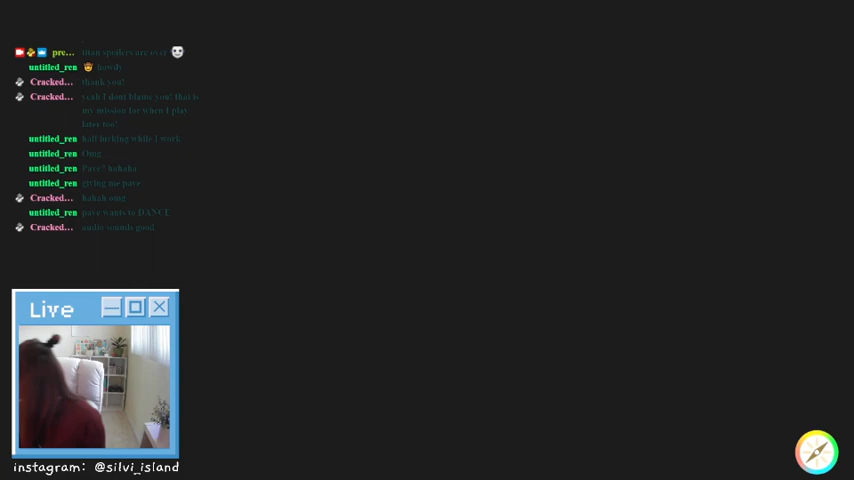 pre... titan spoilers are over
untitled_ren howdy
Cracked... thank you!
Cracked... yeah I dont blame you! that is
my mission for when I play
later too!
untitled_ren half lurking while I work
untitled_ren Omg
untitled_ren Pave? hahaha
untitled_ren giving me pave
Cracked... hahah omg
untitled_ren pave wants to DANCE
Cracked... audio sounds good
Live
instagram: @silvi_island